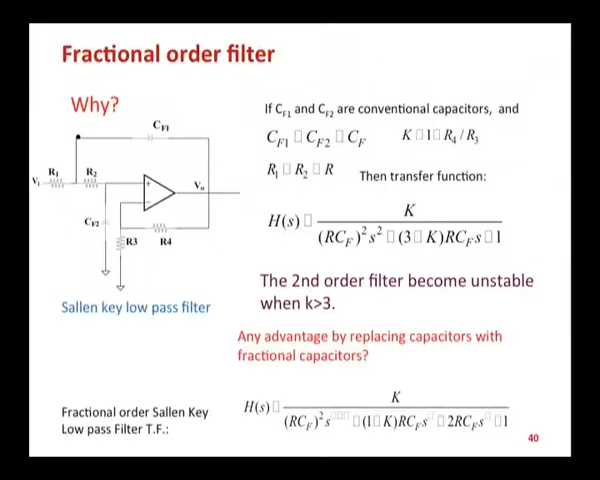 Fractional order filter
Why?
If C_F1 and C_F2 are conventional capacitors, and
C_F1 □ C_F2 □ C_F
K □ 1 □ R_4 / R_3
R_1 □ R_2 □ R
Then transfer function:
H(s) □ K / ((RC_F)^2 s^2 □ (3 □ K)RC_F s □ 1)
C_F1
R_1
R_2
V_i
V_o
+
-
C_F2
R3
R4
Sallen key low pass filter
The 2nd order filter become unstable
when k>3.
Any advantage by replacing capacitors with
fractional capacitors?
Fractional order Sallen Key
Low pass Filter T.F.:
H(s) □ K / ((RC_F)^2 s^□□□ □ (1 □ K)RC_F s^□ □ 2RC_F s^□ □ 1)
40